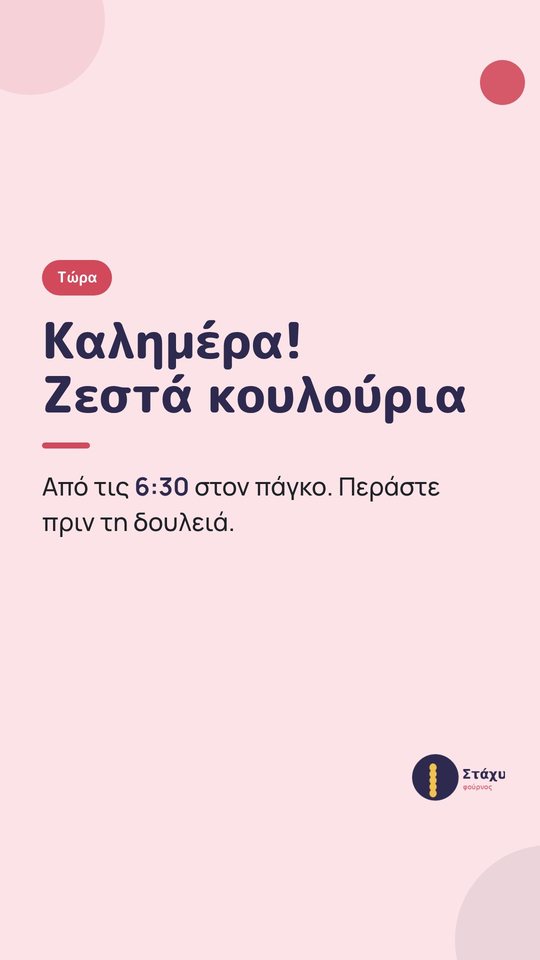 Τώρα
Καλημέρα!
Ζεστά κουλούρια
Από τις 6:30 στον πάγκο. Περάστε
πριν τη δουλειά.
Στάχυ
φούρνος